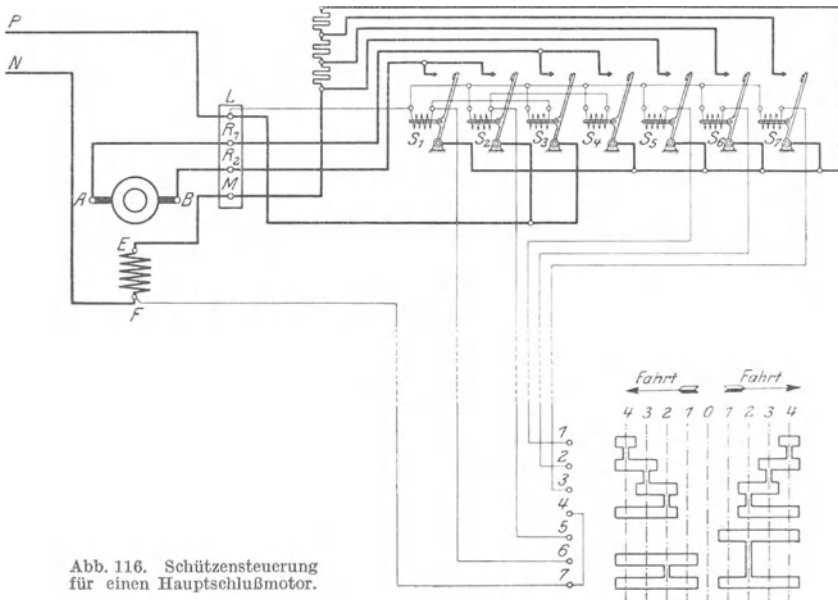 P
N
L
R1
R2
M
A
B
E
F
S1
S2
S3
S4
S5
S6
S7
Fahrt
Fahrt
4 3 2 1 0 1 2 3 4
1
2
3
4
5
6
7
Abb. 116. Schützensteuerung
für einen Hauptschlußmotor.